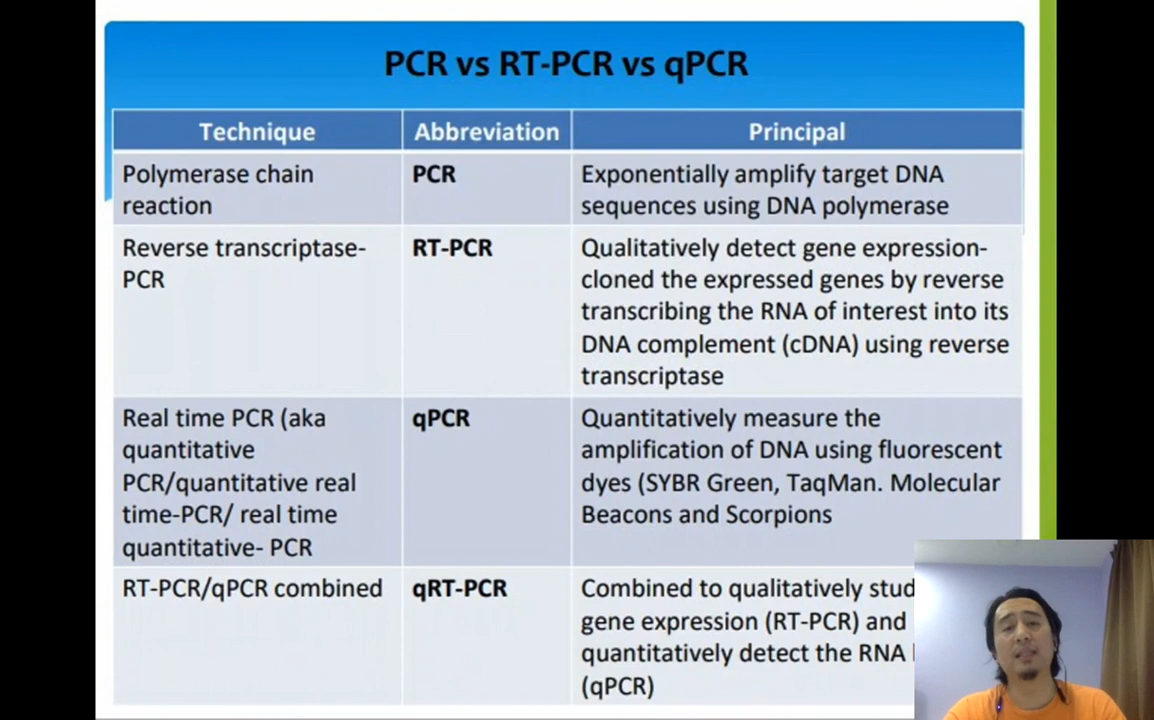 PCR vs RT-PCR vs qPCR
Technique Abbreviation Principal
Polymerase chain
reaction
PCR
Exponentially amplify target DNA
sequences using DNA polymerase
Reverse transcriptase-
PCR
RT-PCR
Qualitatively detect gene expression-
cloned the expressed genes by reverse
transcribing the RNA of interest into its
DNA complement (cDNA) using reverse
transcriptase
Real time PCR (aka
quantitative
PCR/quantitative real
time-PCR/ real time
quantitative- PCR
qPCR
Quantitatively measure the
amplification of DNA using fluorescent
dyes (SYBR Green, TaqMan. Molecular
Beacons and Scorpions
RT-PCR/qPCR combined
qRT-PCR
Combined to qualitatively
gene expression (RT-PCR) and
quantitatively detect the RNA
(qPCR)